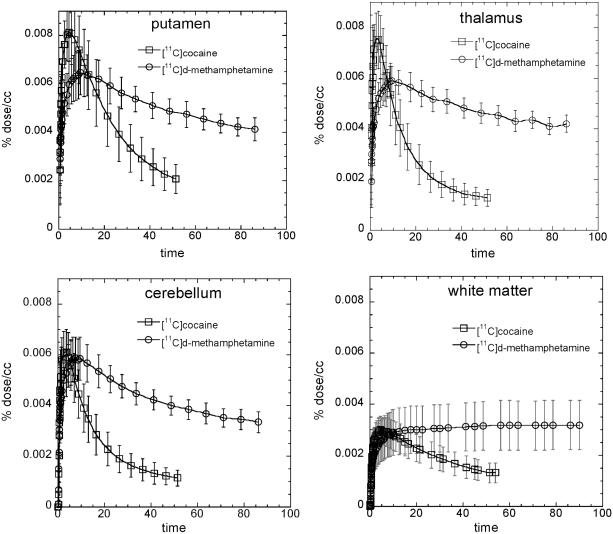 putamen
[11C]cocaine
[11C]d-methamphetamine
0.008
0.006
0.004
0.002
0
% dose/cc
0 20 40 60 80 100
time
thalamus
[11C]cocaine
[11C]d-methamphetamine
0.008
0.006
0.004
0.002
0
% dose/cc
0 20 40 60 80 100
time
cerebellum
[11C]cocaine
[11C]d-methamphetamine
0.008
0.006
0.004
0.002
0
% dose/cc
0 20 40 60 80 100
time
white matter
[11C]cocaine
[11C]d-methamphetamine
0.008
0.006
0.004
0.002
0
% dose/cc
0 20 40 60 80 100
time